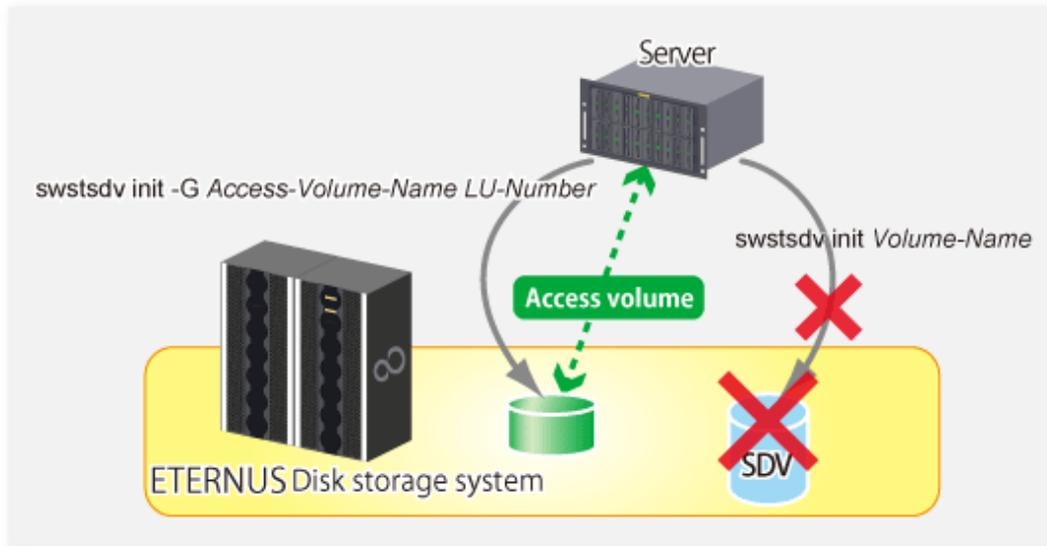 Server
swstsdv init -G Access-Volume-Name LU-Number
swstsdv init Volume-Name
Access volume
SDV
ETERNUS Disk storage system